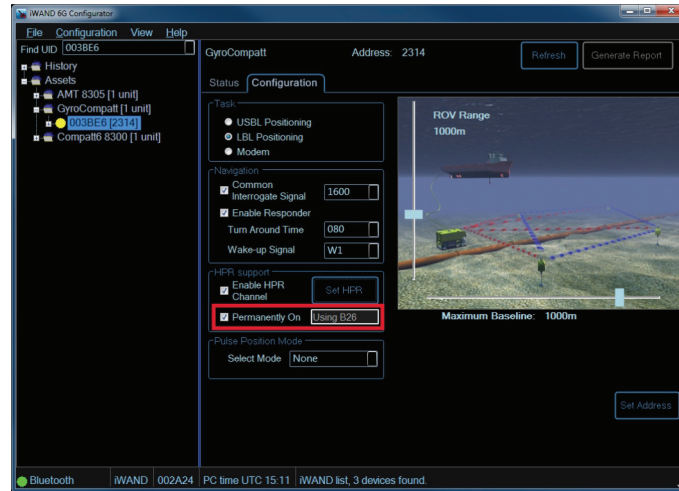 iWAND 6G Configurator
File Configuration View Help
Find UID 003BE6
History
Assets
AMT 8305 [1 unit]
GyroCompatt [1 unit]
003BE6 [2314]
Compatt6 8300 [1 unit]
GyroCompatt Address: 2314 Refresh Generate Report
Status Configuration
Task
USBL Positioning
LBL Positioning
Modem
Navigation
Common
Interrogate Signal 1600
Enable Responder
Turn Around Time 080
Wake-up Signal W1
HPR support
Enable HPR
Channel Set HPR
Permanently On Using B26
Pulse Position Mode
Select Mode None
ROV Range
1000m
Maximum Baseline: 1000m
Set Address
Bluetooth iWAND 002A24 PC time UTC 15:11 iWAND list, 3 devices found.